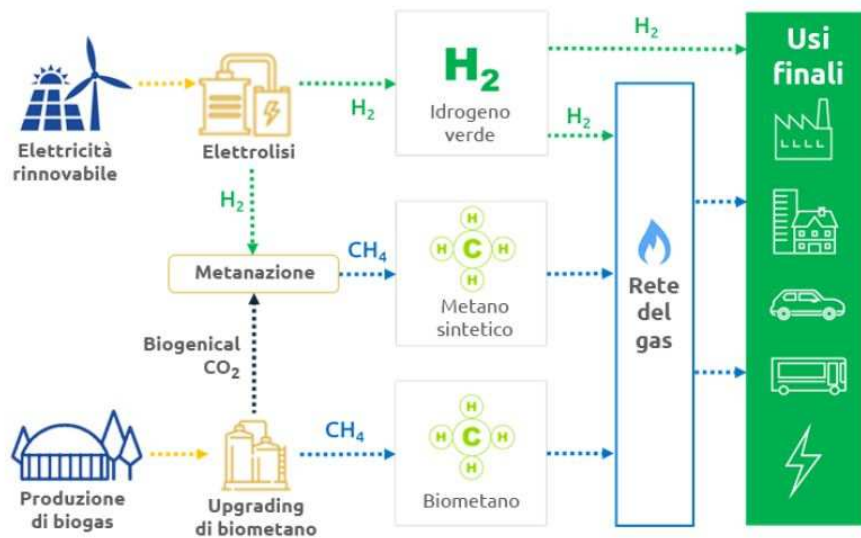 Elettricità
rinnovabile
Elettrolisi
H₂
H₂
Idrogeno
verde
H₂
H₂
Usi
finali
H₂
Metanazione
CH₄
H
H C H
H
Metano
sintetico
Rete
del
gas
Biogenical
CO₂
Produzione
di biogas
Upgrading
di biometano
CH₄
H
H C H
H
Biometano